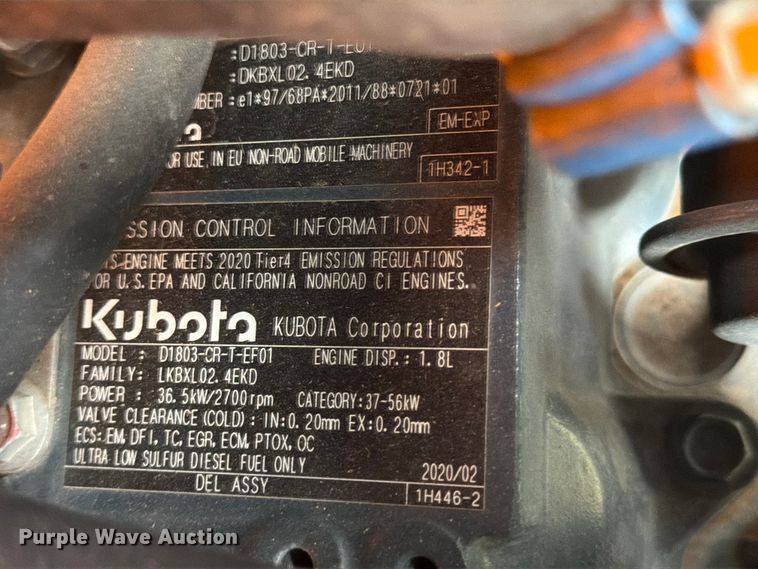 :D1803-CR-T-E
:DKBXL02.4EKD
MBER : e1*97/68PA*2011/88*0721*01
EM-EXP
OR USE IN EU NON-ROAD MOBILE MACHINERY
1H342-1
SSION CONTROL INFORMATION
IS ENGINE MEETS 2020 Tier4 EMISSION REGULATIONS
FOR U.S. EPA AND CALIFORNIA NONROAD CI ENGINES.
Kubota KUBOTA Corporation
MODEL : D1803-CR-T-EF01 ENGINE DISP.: 1.8L
FAMILY: LKBXL02.4EKD
POWER : 36.5kW/2700rpm CATEGORY:37-56kW
VALVE CLEARANCE(COLD): IN:0.20mm EX:0.20mm
ECS:EM, DFI, TC, EGR, ECM, PTOX, OC
ULTRA LOW SULFUR DIESEL FUEL ONLY 2020/02
DEL ASSY 1H446-2
Purple Wave Auction